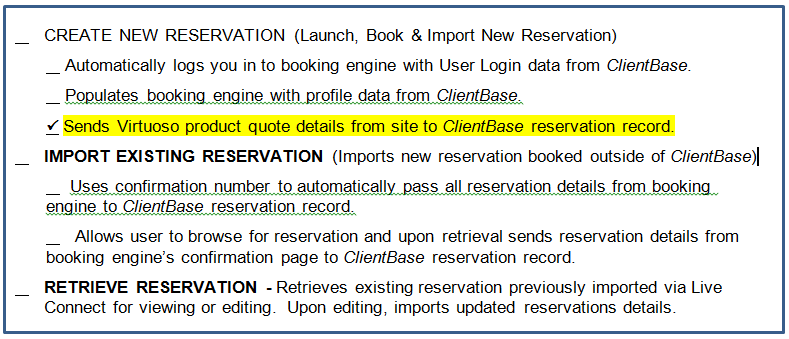 __ CREATE NEW RESERVATION (Launch, Book & Import New Reservation)
__ Automatically logs you in to booking engine with User Login data from ClientBase.
__ Populates booking engine with profile data from ClientBase.
✓ Sends Virtuoso product quote details from site to ClientBase reservation record.
__ IMPORT EXISTING RESERVATION (Imports new reservation booked outside of ClientBase)
__ Uses confirmation number to automatically pass all reservation details from booking
engine to ClientBase reservation record.
__ Allows user to browse for reservation and upon retrieval sends reservation details from
booking engine's confirmation page to ClientBase reservation record.
__ RETRIEVE RESERVATION - Retrieves existing reservation previously imported via Live
Connect for viewing or editing. Upon editing, imports updated reservations details.